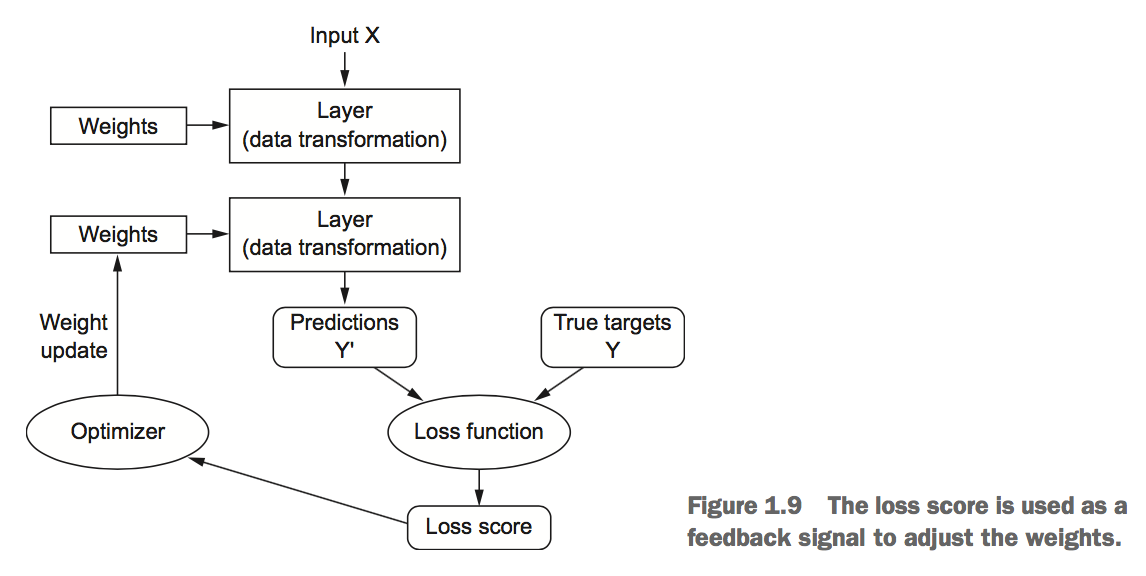 Input X
Layer
(data transformation)
Weights
Layer
(data transformation)
Weights
Weight
update
Predictions
Y'
True targets
Y
Optimizer
Loss function
Loss score
Figure 1.9 The loss score is used as a
feedback signal to adjust the weights.